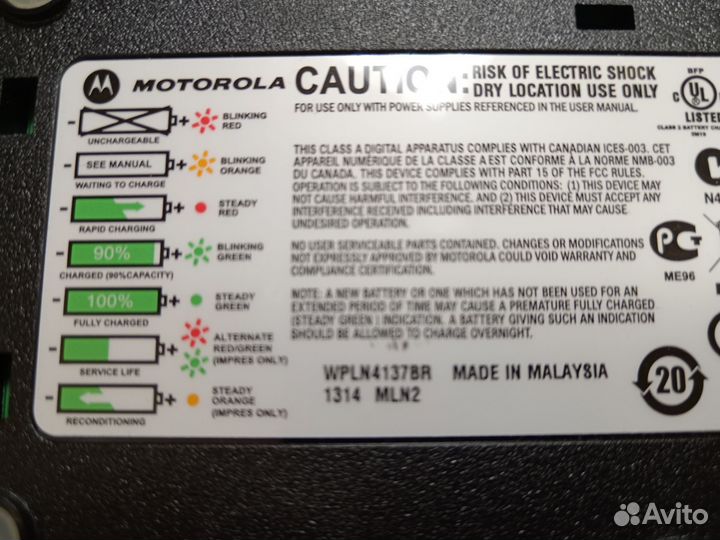 MOTOROLA CAUTION: RISK OF ELECTRIC SHOCK
DRY LOCATION USE ONLY
FOR USE ONLY WITH POWER SUPPLIES REFERENCED IN THE USER MANUAL.
BFP
C UL
LISTED
UNCHARGEABLE
BLINKING
RED
SEE MANUAL
WAITING TO CHARGE
BLINKING
ORANGE
RAPID CHARGING
STEADY
RED
90%
CHARGED (90%CAPACITY)
BLINKING
GREEN
100%
FULLY CHARGED
STEADY
GREEN
SERVICE LIFE
ALTERNATE
RED/GREEN
(IMPRES ONLY)
RECONDITIONING
STEADY
ORANGE
(IMPRES ONLY)
THIS CLASS A DIGITAL APPARATUS COMPLIES WITH CANADIAN ICES-003. CET
APPAREIL NUMÉRIQUE DE LA CLASSE A EST CONFORME À LA NORME NMB-003
DU CANADA. THIS DEVICE COMPLIES WITH PART 15 OF THE FCC RULES.
OPERATION IS SUBJECT TO THE FOLLOWING CONDITIONS: (1) THIS DEVICE MAY
NOT CAUSE HARMFUL INTERFERENCE, AND (2) THIS DEVICE MUST ACCEPT ANY
INTERFERENCE RECEIVED INCLUDING INTERFERENCE THAT MAY CAUSE
UNDESIRED OPERATION.
NO USER SERVICEABLE PARTS CONTAINED. CHANGES OR MODIFICATIONS
NOT EXPRESSLY APPROVED BY MOTOROLA COULD VOID WARRANTY AND
COMPLIANCE CERTIFICATION.
NOTE: A NEW BATTERY OR ONE WHICH HAS NOT BEEN USED FOR AN
EXTENDED PERIOD OF TIME MAY CAUSE A PREMATURE FULLY CHARGED
(STEADY GREEN) INDICATION. A BATTERY GIVING SUCH AN INDICATION
SHOULD BE ALLOWED TO CHARGE OVERNIGHT.
N4
ME96
WPLN4137BR MADE IN MALAYSIA
1314 MLN2
20
Avito